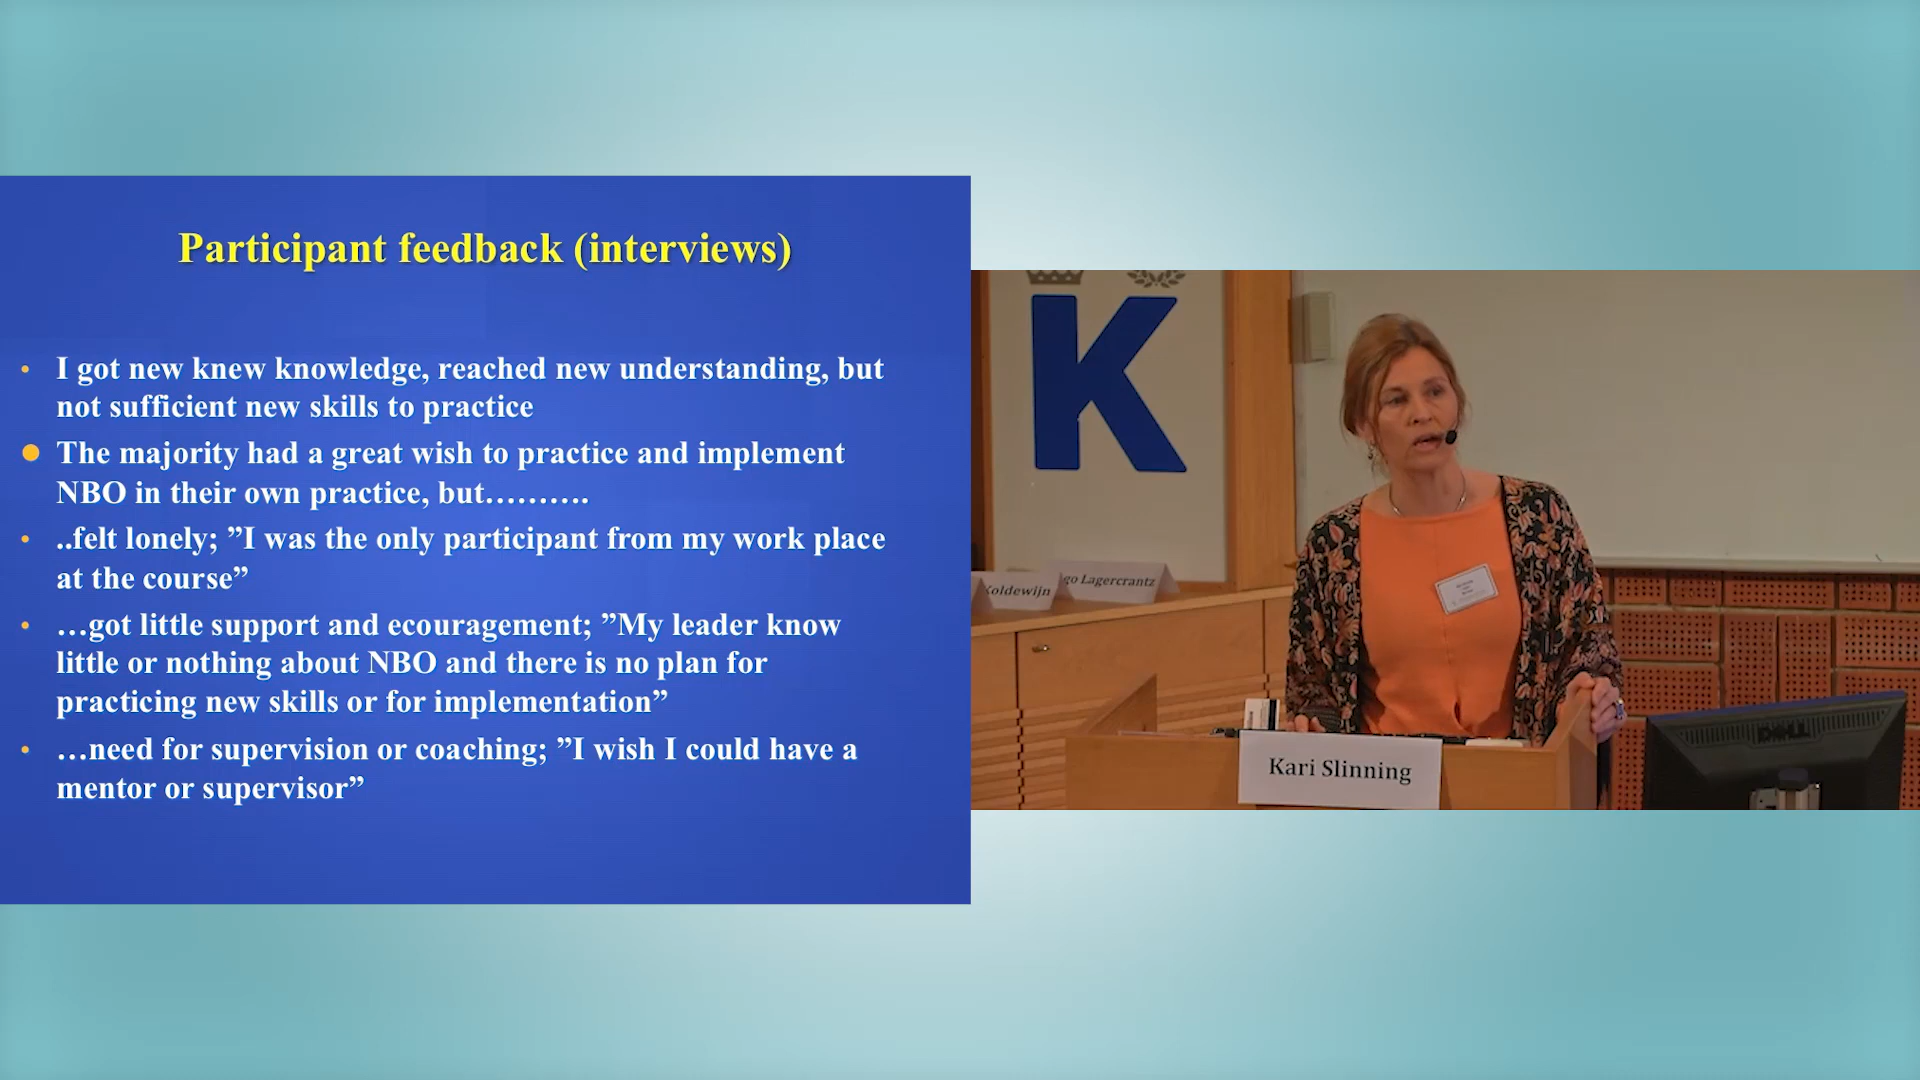 Participant feedback (interviews)
• I got new knew knowledge, reached new understanding, but
not sufficient new skills to practice
• The majority had a great wish to practice and implement
NBO in their own practice, but……….
• ..felt lonely; ”I was the only participant from my work place
at the course”
• …got little support and ecouragement; ”My leader know
little or nothing about NBO and there is no plan for
practicing new skills or for implementation”
• …need for supervision or coaching; ”I wish I could have a
mentor or supervisor”
K
Koldewijn
go Lagercrantz
Kari Slinning
DELL